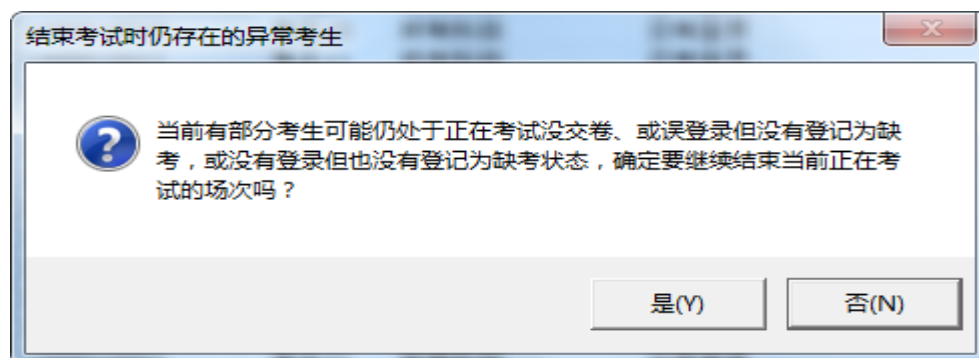 结束考试时仍存在的异常考生
当前有部分考生可能仍处于正在考试没交卷、或误登录但没有登记为缺
考，或没有登录但也没有登记为缺考状态，确定要继续结束当前正在考
试的场次吗？
是(Y)
否(N)